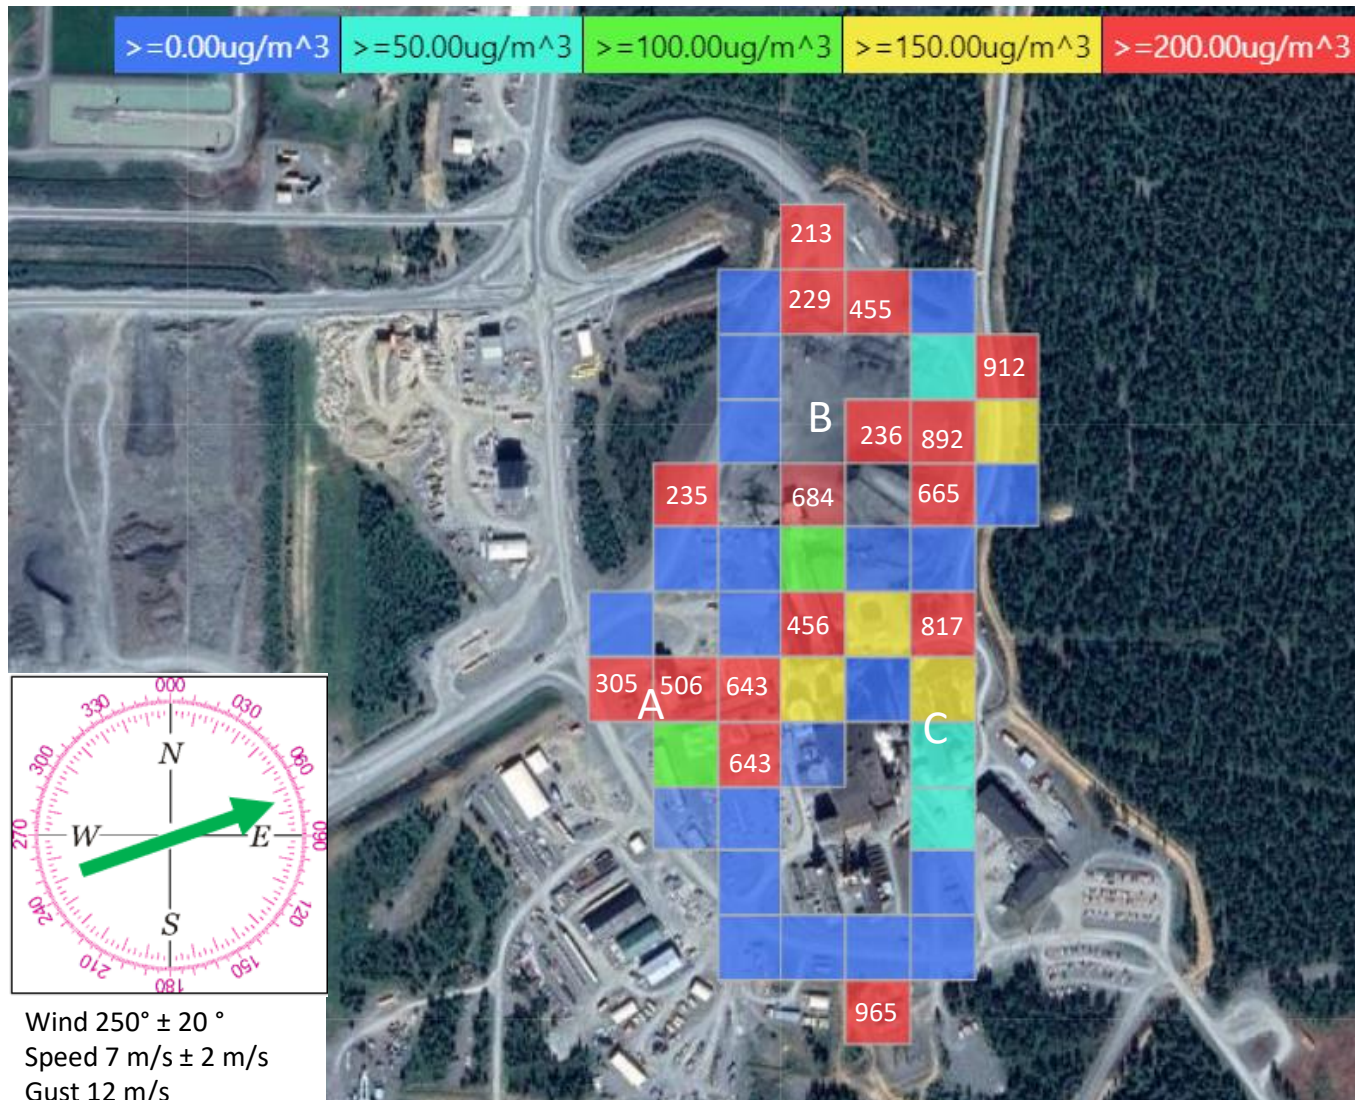 >=0.00ug/m^3 >=50.00ug/m^3 >=100.00ug/m^3 >=150.00ug/m^3 >=200.00ug/m^3
213
229 455
912
B 236 892
235 684 665
456 817
305 506 643
A
C
643
965
000
330 030
N
300 060
270 W E 090
240 120
S
210 150
180
Wind 250° ± 20 °
Speed 7 m/s ± 2 m/s
Gust 12 m/s